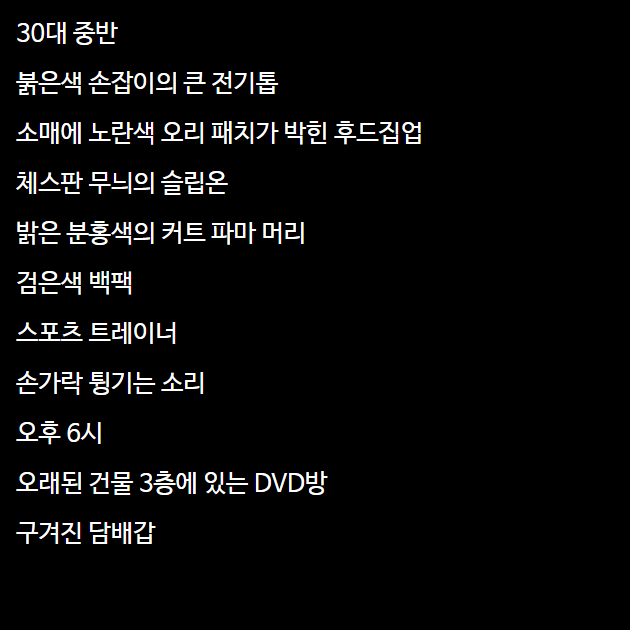 30대 중반
붉은색 손잡이의 큰 전기톱
소매에 노란색 오리 패치가 박힌 후드집업
체스판 무늬의 슬립온
밝은 분홍색의 커트 파마 머리
검은색 백팩
스포츠 트레이너
손가락 튕기는 소리
오후 6시
오래된 건물 3층에 있는 DVD방
구겨진 담배갑